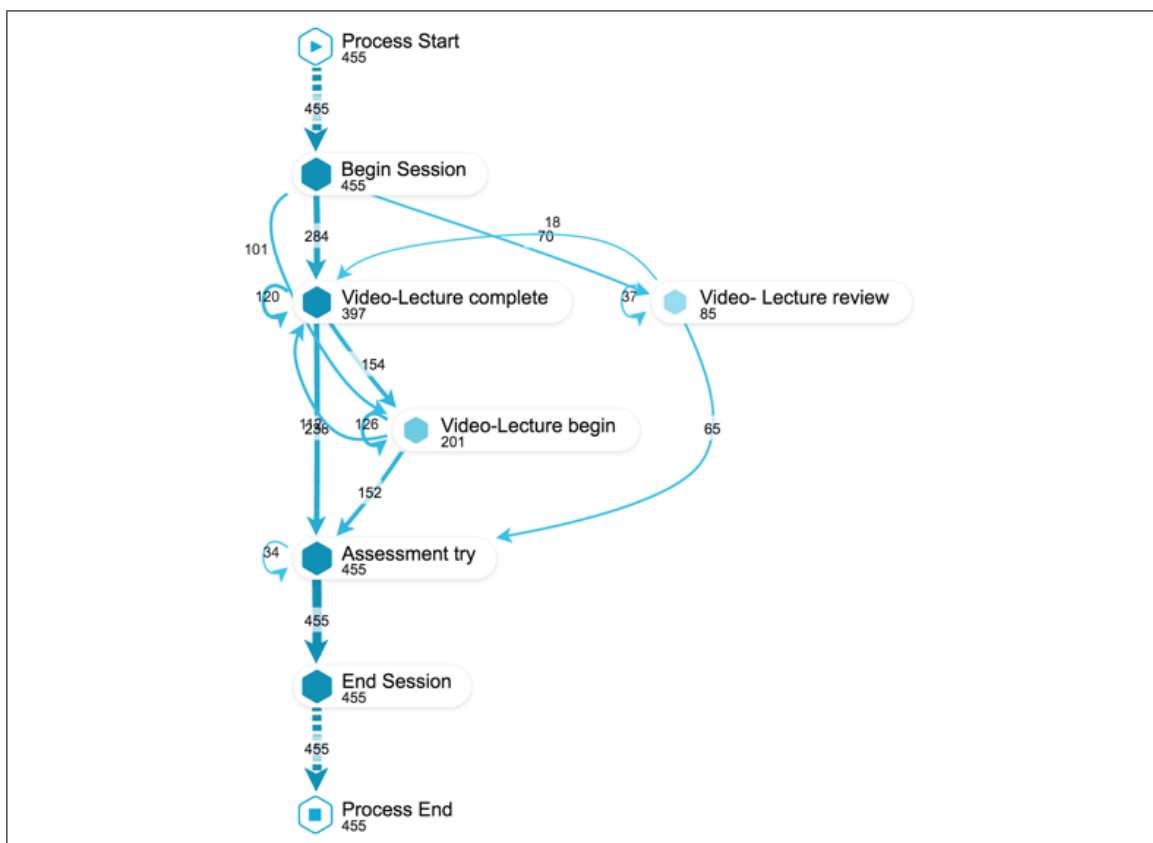 Process Start
455
455
Begin Session
455
18
70
101
284
120
Video-Lecture complete
397
37
Video- Lecture review
85
154
126
Video-Lecture begin
201
65
152
34
Assessment try
455
455
End Session
455
455
Process End
455